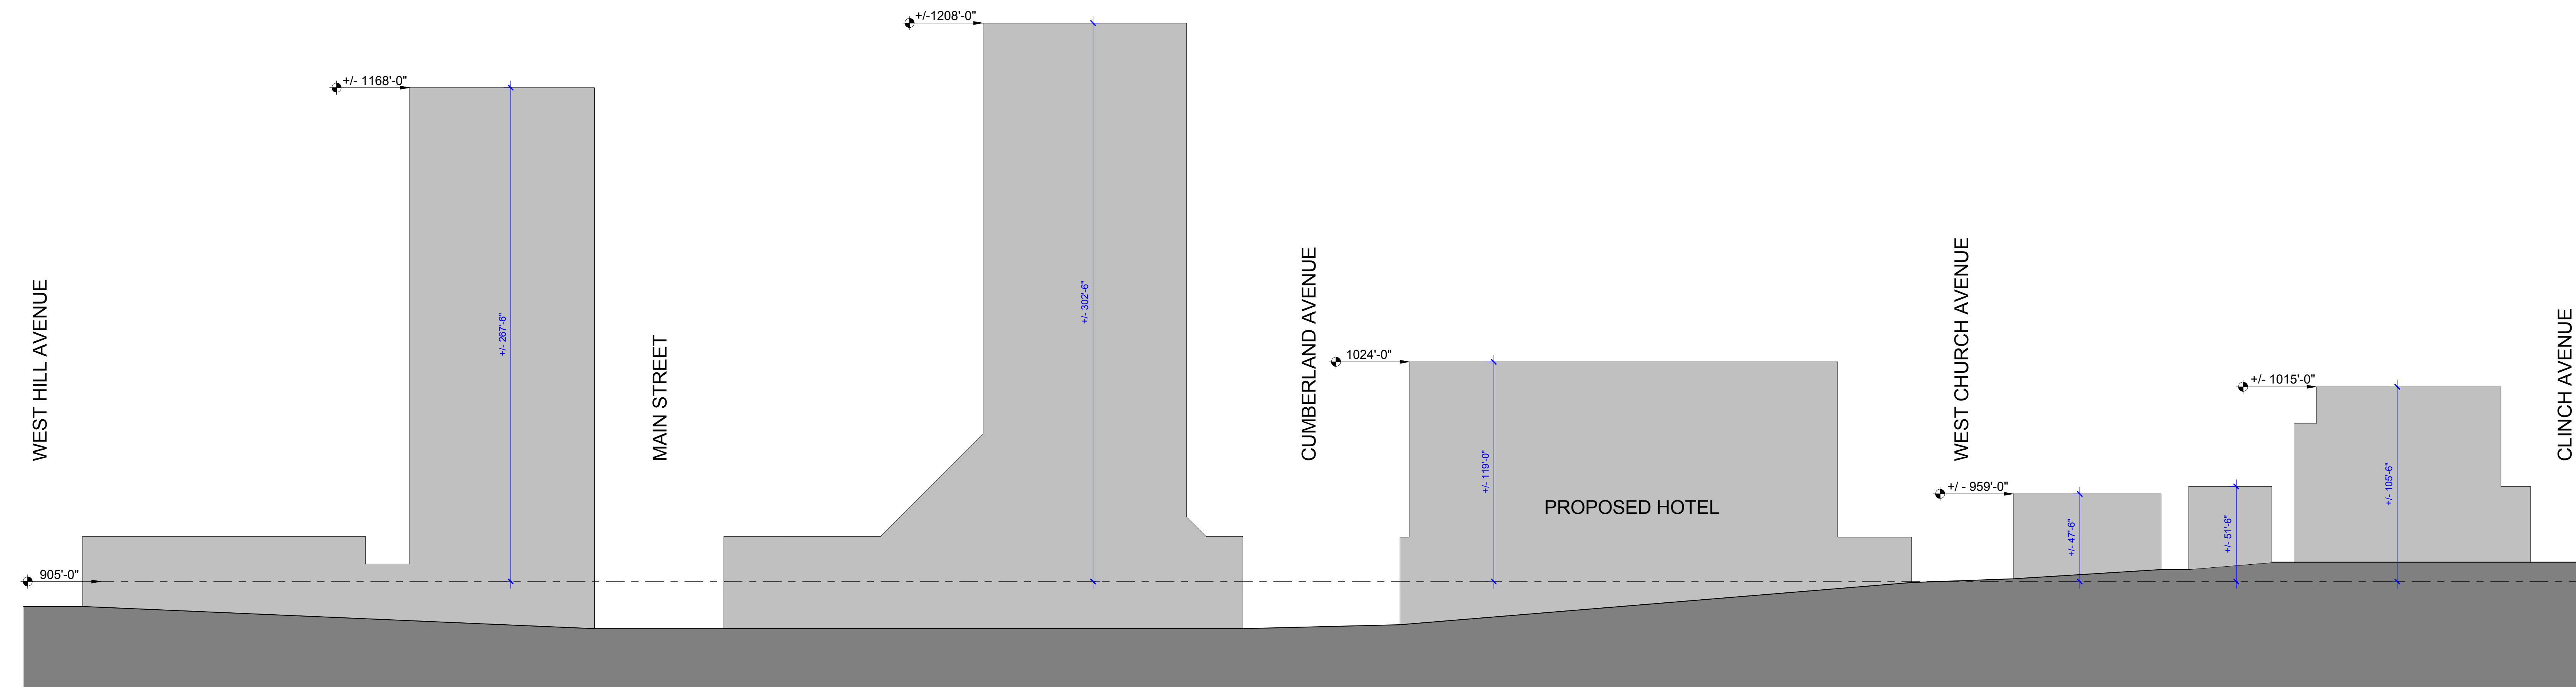 +/-1208'-0"
+/- 1168'-0"
WEST HILL AVENUE
+/- 267'-6"
MAIN STREET
+/- 302'-6"
CUMBERLAND AVENUE
1024'-0"
+/- 119'-0"
PROPOSED HOTEL
WEST CHURCH AVENUE
+/ - 959'-0"
+/- 47'-6"
+/- 51'-6"
+/- 1015'-0"
+/- 105'-6"
CLINCH AVENUE
905'-0"